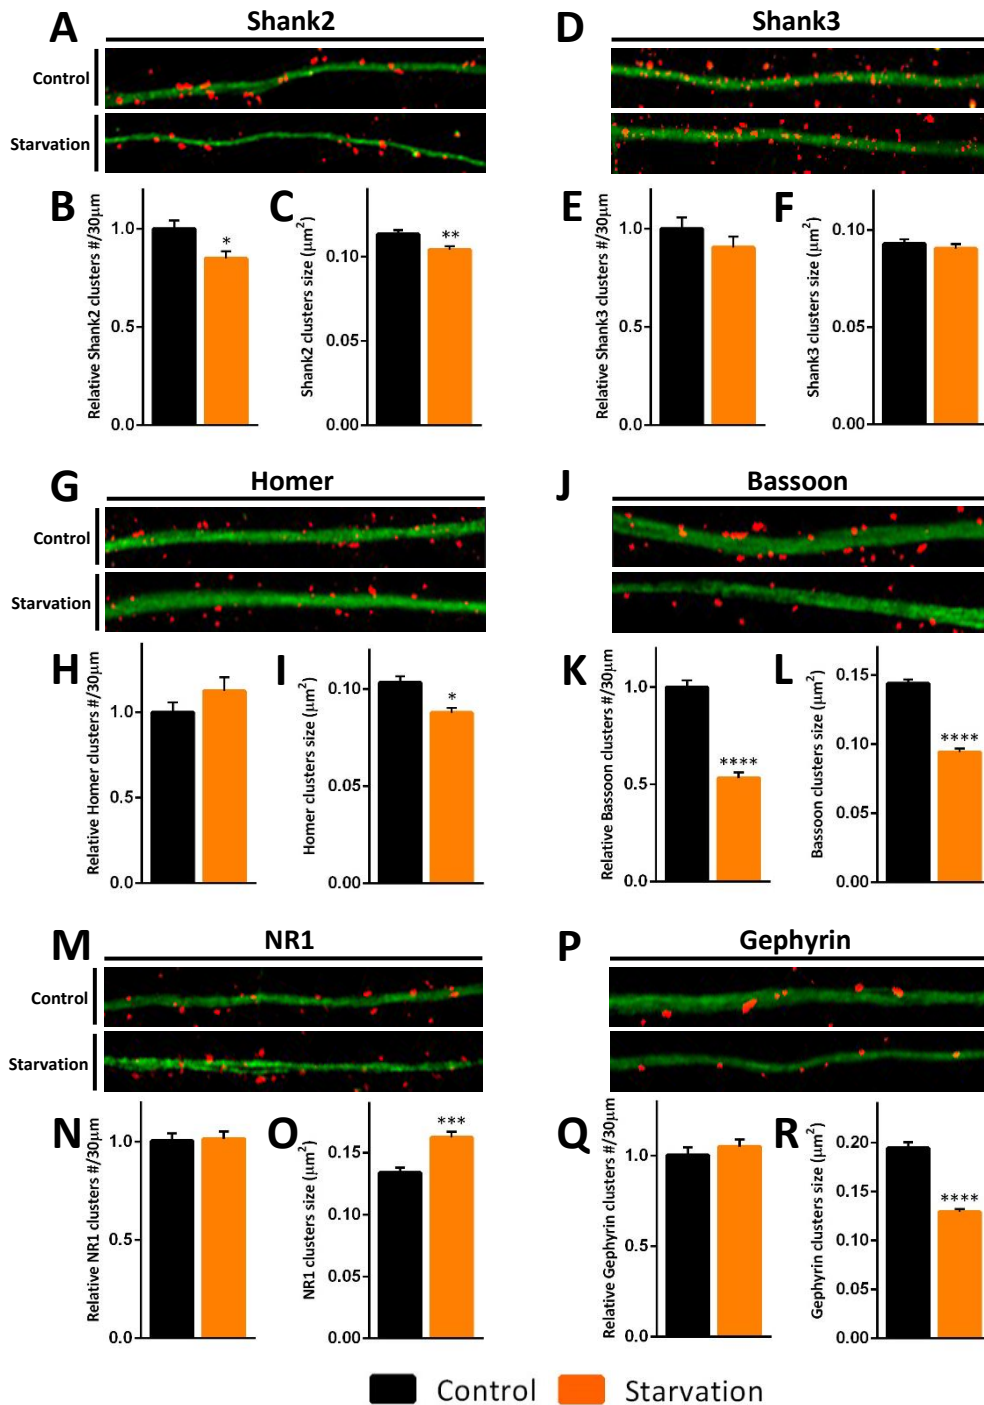 A Shank2
D Shank3
Control
Starvation
B Relative Shank2 clusters #/30μm
1.0
0.5
0.0
*
C Shank2 clusters size (μm²)
0.10
0.05
0.00
**
E Relative Shank3 clusters #/30μm
1.0
0.5
0.0
F Shank3 clusters size (μm²)
0.10
0.05
0.00
G Homer
J Bassoon
Control
Starvation
H Relative Homer clusters #/30μm
1.0
0.5
0.0
I Homer clusters size (μm²)
0.10
0.05
0.00
*
K Relative Bassoon clusters #/30μm
1.0
0.5
0.0
****
L Bassoon clusters size (μm²)
0.15
0.10
0.05
0.00
****
M NR1
P Gephyrin
Control
Starvation
N Relative NR1 clusters #/30μm
1.0
0.5
0.0
O NR1 clusters size (μm²)
0.15
0.10
0.05
0.00
***
Q Relative Gephyrin clusters #/30μm
1.0
0.5
0.0
R Gephyrin clusters size (μm²)
0.20
0.15
0.10
0.05
0.00
****
Control Starvation